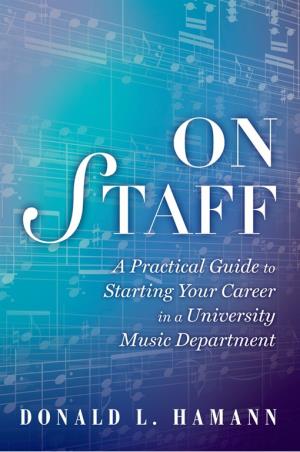 ON
STAFF
A Practical Guide to
Starting Your Career
in a University
Music Department
DONALD L. HAMANN